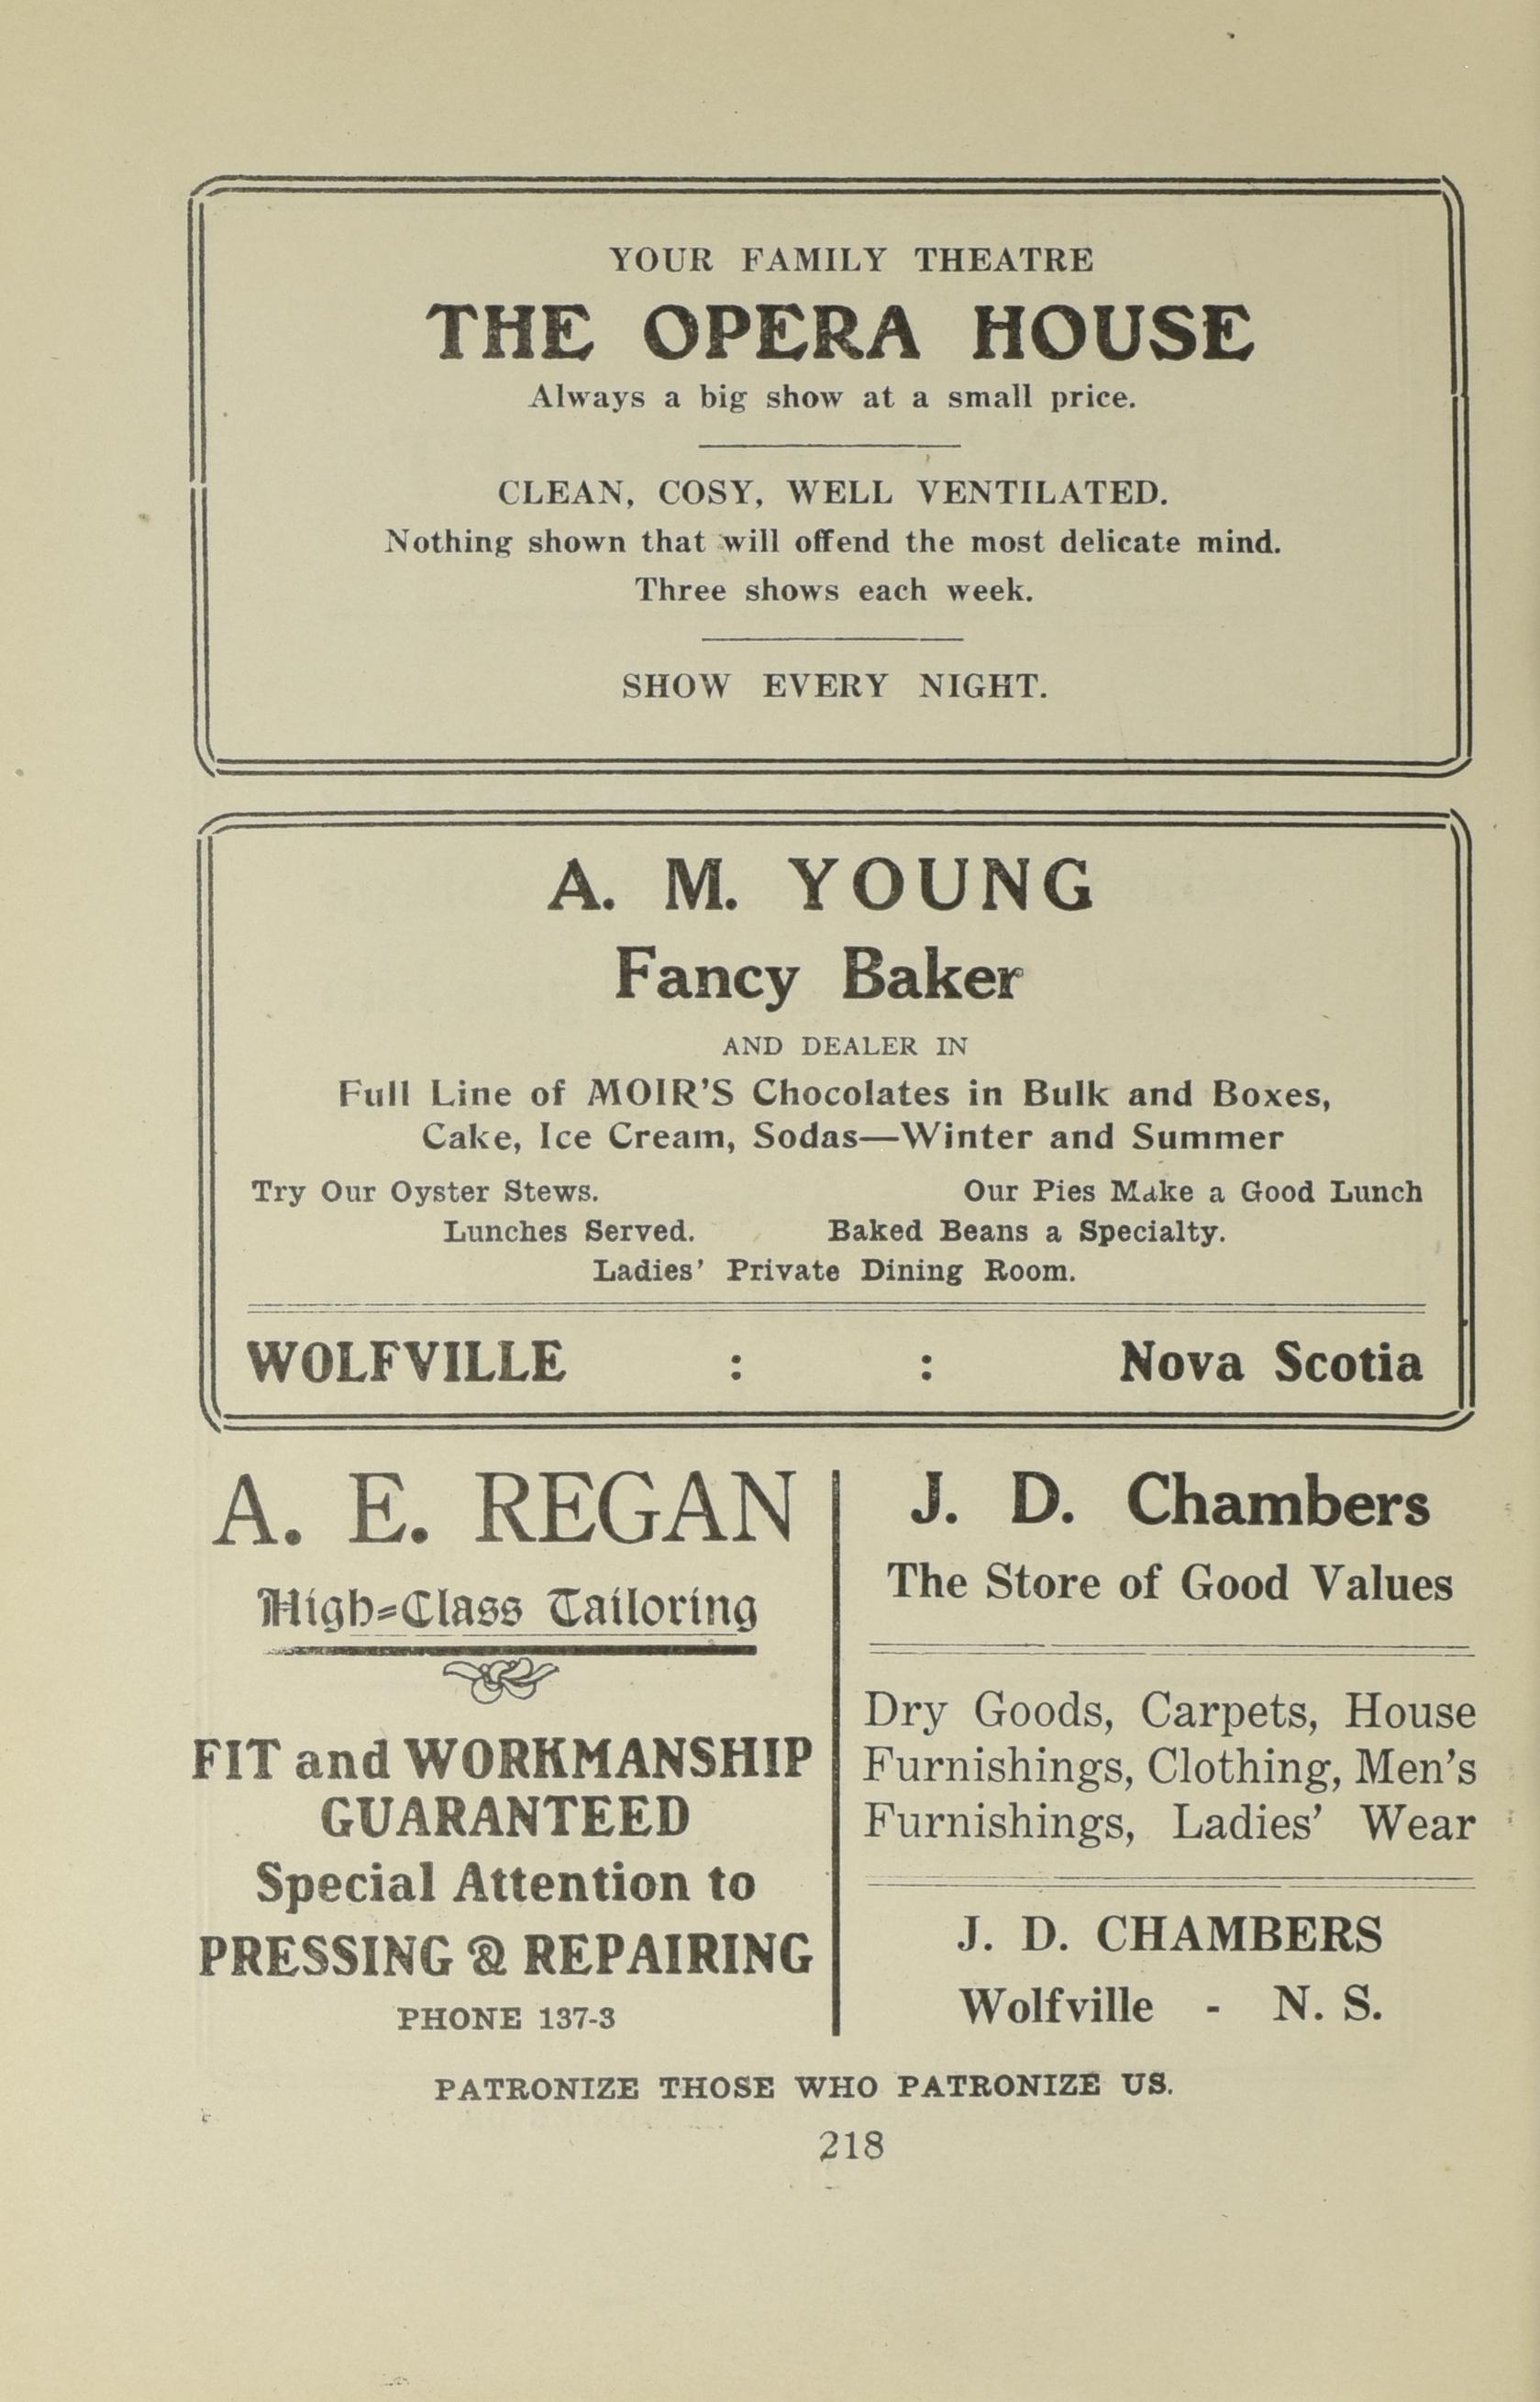 YOUR FAMILY THEATRE
THE OPERA HOUSE
Always a big show at a small price.
CLEAN, COSY, WELL VENTILATED.
Nothing shown that will offend the most delicate mind.
Three shows each week.
SHOW EVERY NIGHT.
A. M. YOUNG
Fancy Baker
AND DEALER IN
Full Line of MOIR'S Chocolates in Bulk and Boxes,
Cake, Ice Cream, Sodas—Winter and Summer
Try Our Oyster Stews. Our Pies Make a Good Lunch
Lunches Served. Baked Beans a Specialty.
Ladies' Private Dining Room.
WOLFVILLE : : Nova Scotia
A. E. REGAN
High-Class Tailoring
FIT and WORKMANSHIP
GUARANTEED
Special Attention to
PRESSING & REPAIRING
PHONE 137-3
J. D. Chambers
The Store of Good Values
Dry Goods, Carpets, House
Furnishings, Clothing, Men's
Furnishings, Ladies' Wear
J. D. CHAMBERS
Wolfville - N. S.
PATRONIZE THOSE WHO PATRONIZE US.
218